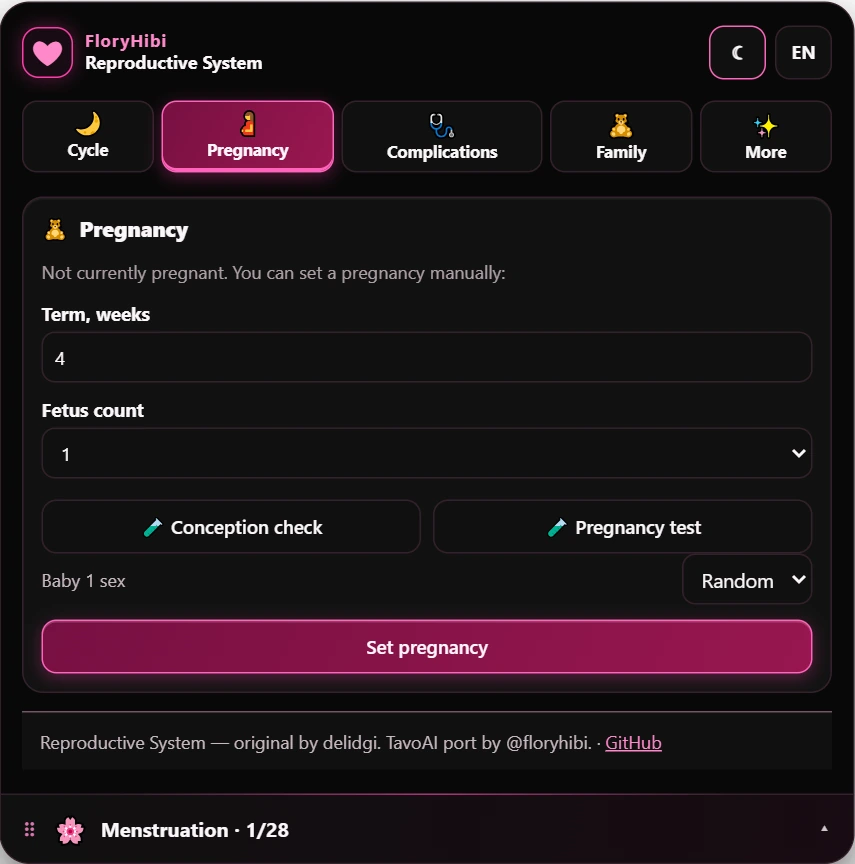 FloryHibi
Reproductive System
EN
Cycle
Pregnancy
Complications
Family
More
Pregnancy
Not currently pregnant. You can set a pregnancy manually:
Term, weeks
4
Fetus count
1
Conception check
Pregnancy test
Baby 1 sex
Random
Set pregnancy
Reproductive System — original by delidgi. TavoAI port by @floryhibi. · GitHub
Menstruation · 1/28